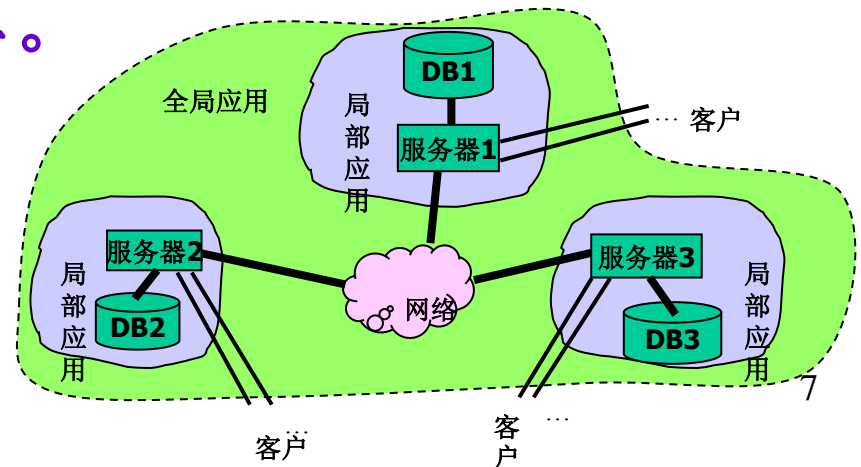 。
DB1
全局应用
局部应用
服务器1
… 客户
服务器2
局部应用
DB2
网络
服务器3
局部应用
DB3
7
…
客户
…
客户